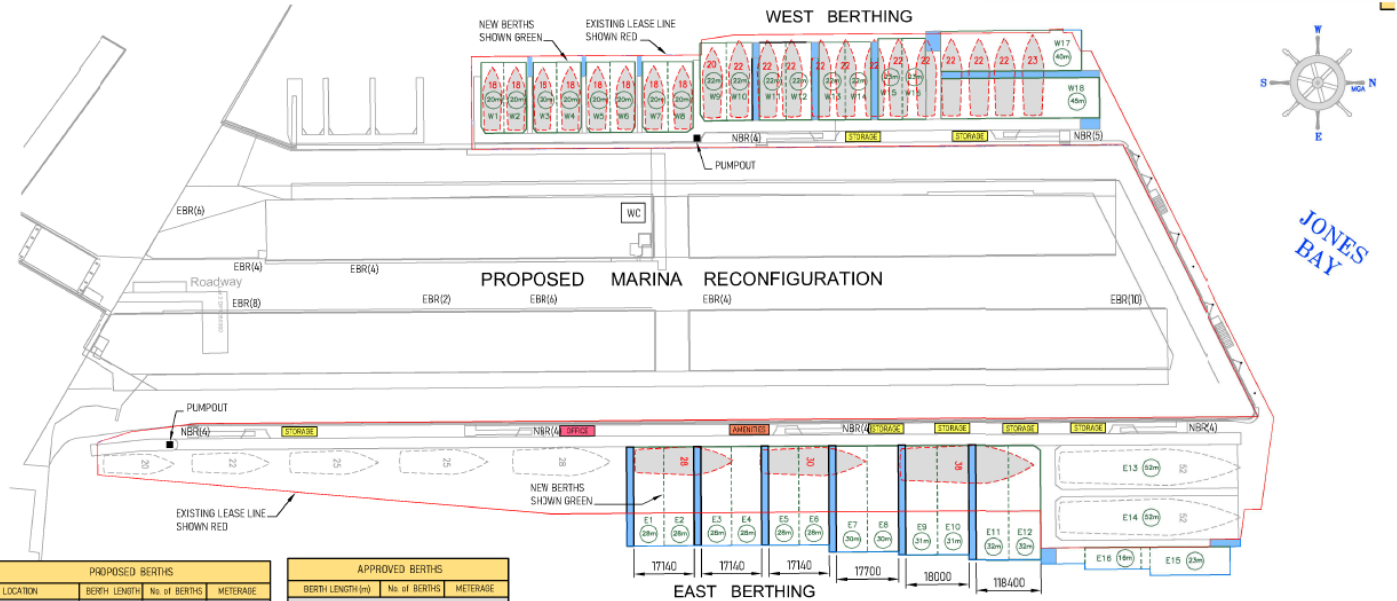 WEST BERTHING
NEW BERTHS
SHOWN GREEN
EXISTING LEASE LINE
SHOWN RED
W
S
N
MGA
E
18 18 19 18 18 18 18 18
20m 20m 20m 20m 20m 20m 20m 20m
W1 W2 W3 W4 W5 W6 W7 W8
20 22 22 22 22 22 22 22 22 22 22 23
22m 22m 22m 22m 22m 22m 23m 23m
W9 W10 W11 W12 W13 W14 W15 W16
W17
40m
W18
45m
NBR(4)
STORAGE
STORAGE
NBR(5)
PUMPOUT
EBR(6)
WC
JONES
BAY
EBR(4)
EBR(4)
PROPOSED MARINA RECONFIGURATION
Roadway
EBR(8)
EBR(2)
EBR(6)
EBR(4)
EBR(10)
PUMPOUT
NBR(4)
STORAGE
NBR(4
OFFICE
AMENITIES
NBR(4
STORAGE
STORAGE
STORAGE
STORAGE
NBR(4)
20
22
25
25
28
28
30
38
E13 52m 52
NEW BERTHS
SHOWN GREEN
EXISTING LEASE LINE
SHOWN RED
E1 E2 E3 E4 E5 E6 E7 E8 E9 E10 E11 E12
28m 28m 28m 28m 28m 28m 30m 30m 31m 31m 32m 32m
E14 52m 52
E16 16m E15 23m
17140 17140 17140 17700 18000 118400
EAST BERTHING
PROPOSED BERTHS
LOCATION BERTH LENGTH No. of BERTHS METERAGE
APPROVED BERTHS
BERTH LENGTH (m) No. of BERTHS METERAGE